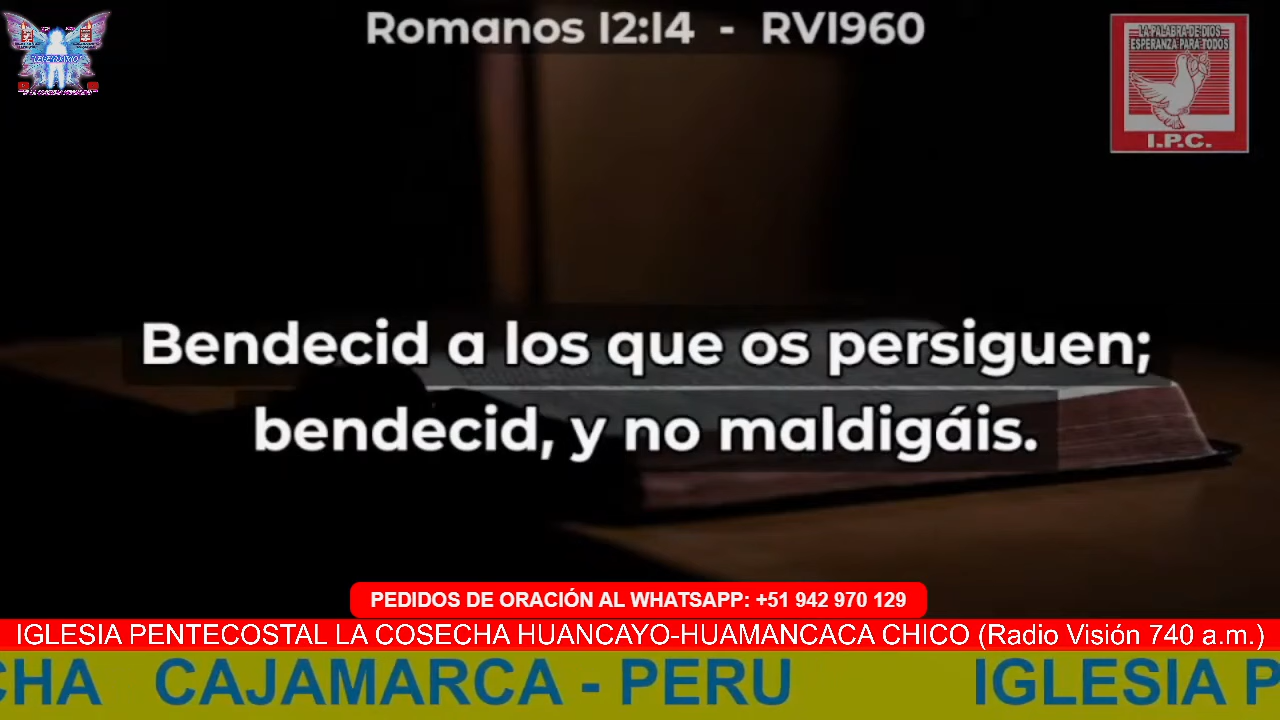 Romanos 12:14 - RV1960
LA PALABRA DE DIOS
ESPERANZA PARA TODOS
I.P.C.
Bendecid a los que os persiguen;
bendecid, y no maldigáis.
PEDIDOS DE ORACIÓN AL WHATSAPP: +51 942 970 129
IGLESIA PENTECOSTAL LA COSECHA HUANCAYO-HUAMANCACA CHICO (Radio Visión 740 a.m.)
CHA CAJAMARCA - PERU IGLESIA P